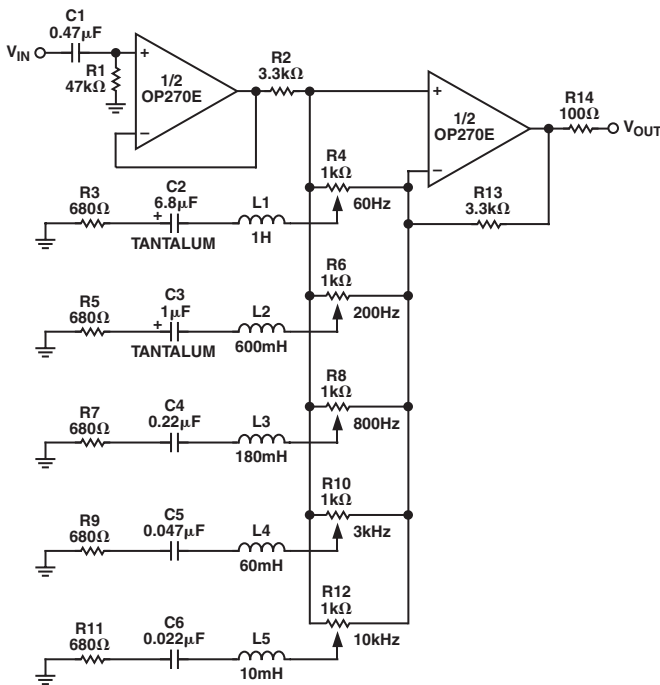 C1
0.47µF
VIN
R1
47kΩ
+
–
1/2
OP270E
R2
3.3kΩ
+
–
1/2
OP270E
R14
100Ω
VOUT
R13
3.3kΩ
R4
1kΩ
60Hz
R3
680Ω
C2
6.8µF
+
TANTALUM
L1
1H
R6
1kΩ
200Hz
R5
680Ω
C3
1µF
+
TANTALUM
L2
600mH
R8
1kΩ
800Hz
R7
680Ω
C4
0.22µF
L3
180mH
R10
1kΩ
3kHz
R9
680Ω
C5
0.047µF
L4
60mH
R12
1kΩ
10kHz
R11
680Ω
C6
0.022µF
L5
10mH